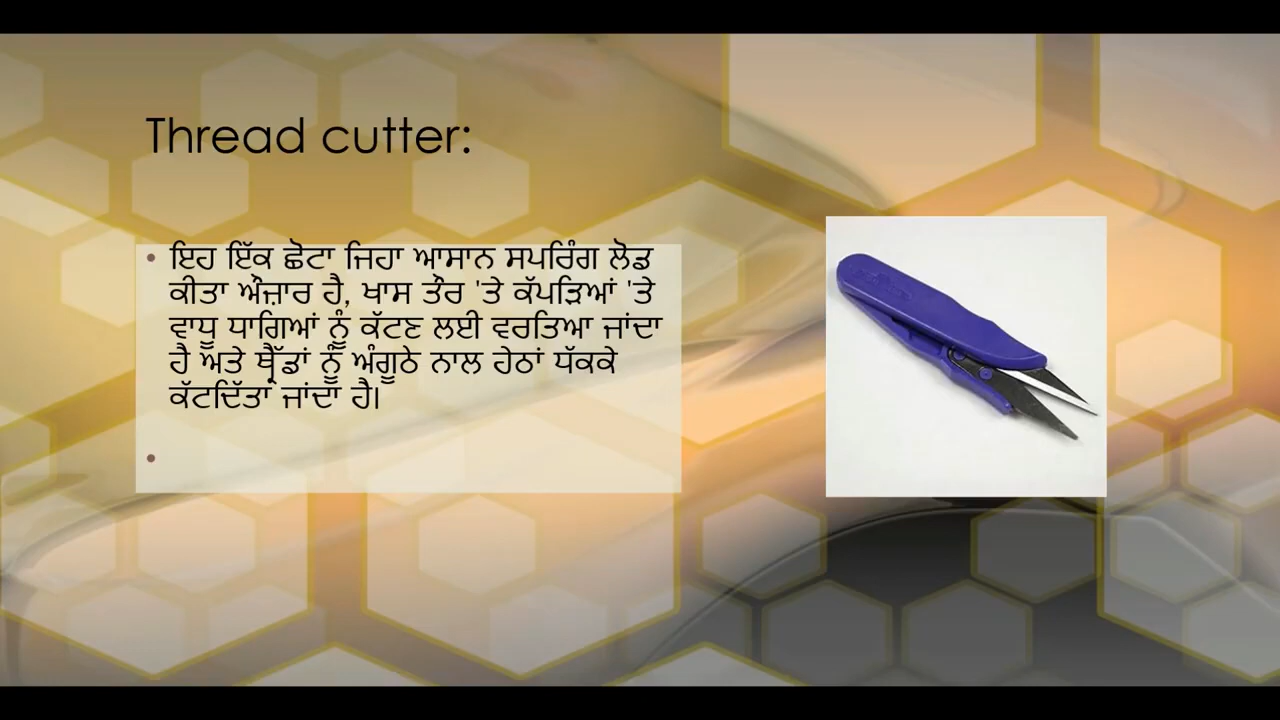 Thread cutter:
• ਇਹ ਇੱਕ ਛੋਟਾ ਜਿਹਾ ਆਸਾਨ ਸਪਰਿੰਗ ਲੋਡ
ਕੀਤਾ ਔਜ਼ਾਰ ਹੈ, ਖਾਸ ਤੌਰ 'ਤੇ ਕੱਪੜਿਆਂ 'ਤੇ
ਵਾਧੂ ਧਾਗਿਆਂ ਨੂੰ ਕੱਟਣ ਲਈ ਵਰਤਿਆ ਜਾਂਦਾ
ਹੈ ਅਤੇ ਥ੍ਰੈੱਡਾਂ ਨੂੰ ਅੰਗੂਠੇ ਨਾਲ ਹੇਠਾਂ ਧੱਕਕੇ
ਕੱਟਦਿੱਤਾ ਜਾਂਦਾ ਹੈ।
•